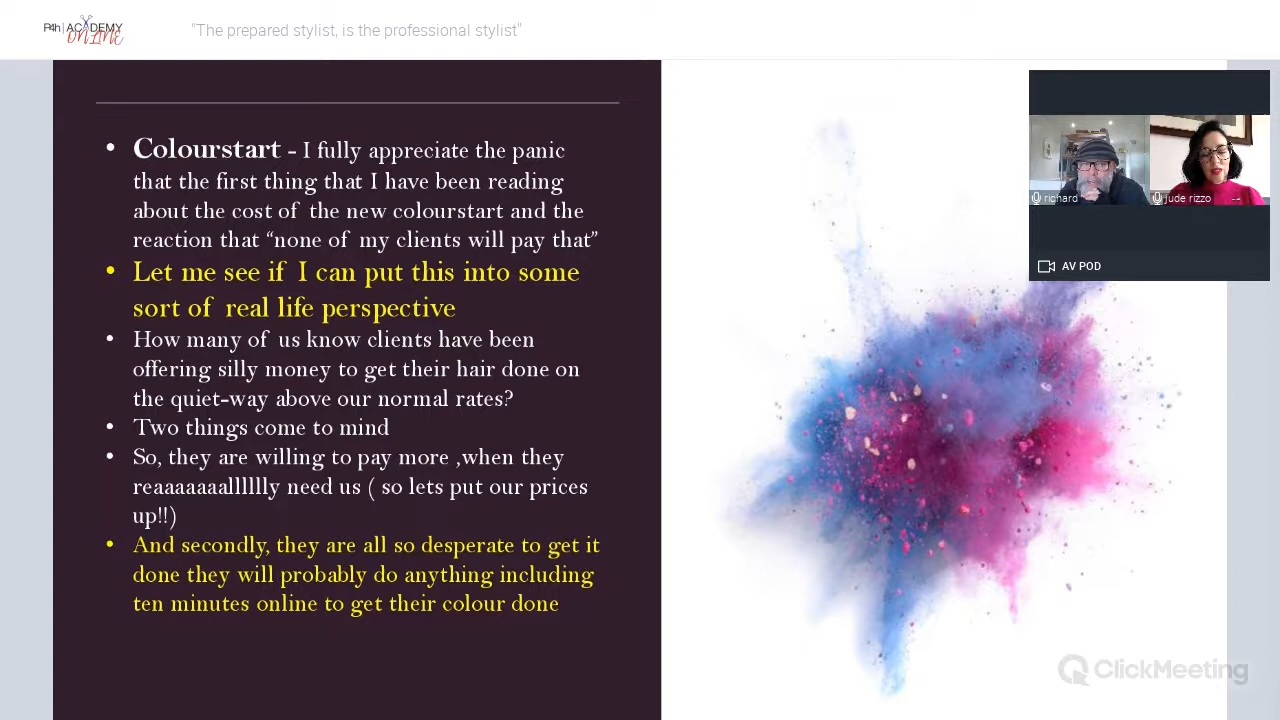 P4h | ACADEMY
ONLINE
"The prepared stylist, is the professional stylist"
• Colourstart - I fully appreciate the panic
that the first thing that I have been reading
about the cost of the new colourstart and the
reaction that “none of my clients will pay that”
• Let me see if I can put this into some
sort of real life perspective
• How many of us know clients have been
offering silly money to get their hair done on
the quiet-way above our normal rates?
• Two things come to mind
• So, they are willing to pay more ,when they
reaaaaaaallllllly need us ( so lets put our prices
up!!)
• And secondly, they are all so desperate to get it
done they will probably do anything including
ten minutes online to get their colour done
richard
jude rizzo
AV POD
ClickMeeting